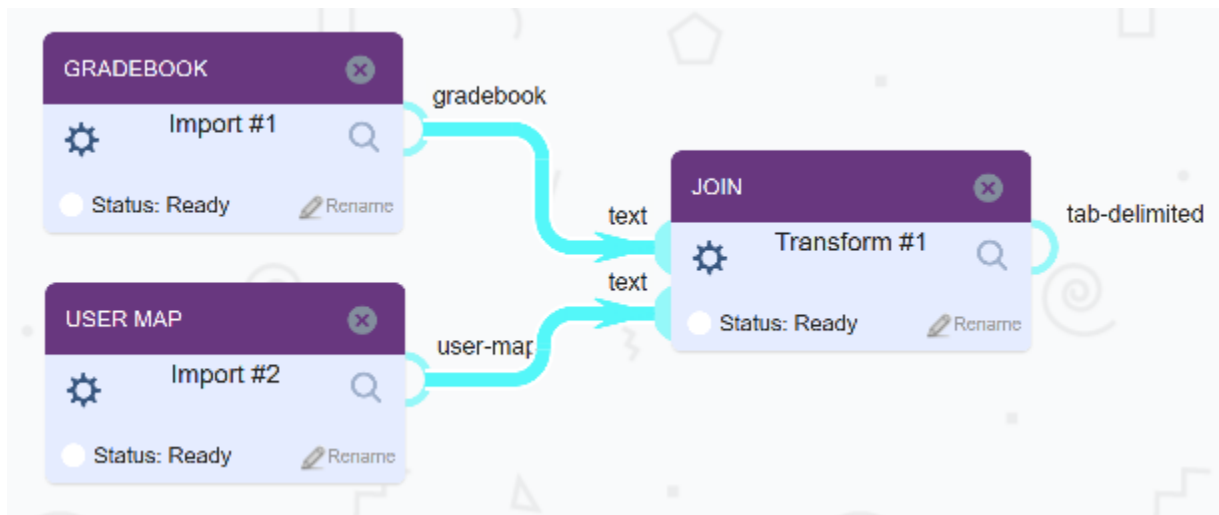 GRADEBOOK
Import #1
Status: Ready
Rename
gradebook
USER MAP
Import #2
Status: Ready
Rename
user-map
text
text
JOIN
Transform #1
Status: Ready
Rename
tab-delimited